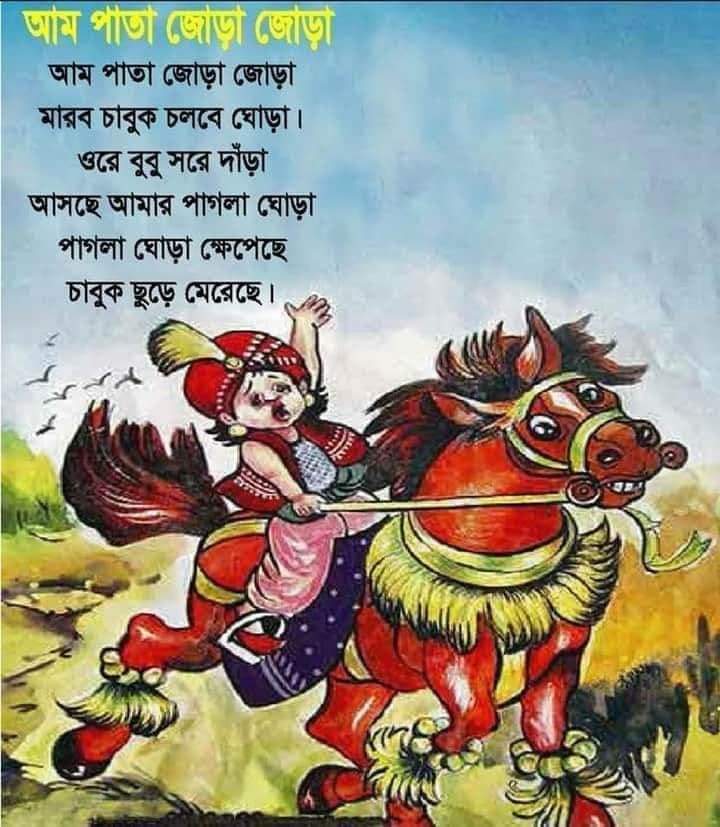 আম পাতা জোড়া জোড়া
আম পাতা জোড়া জোড়া
মারব চাবুক চলবে ঘোড়া।
ওরে বুবু সরে দাঁড়া
আসছে আমার পাগলা ঘোড়া
পাগলা ঘোড়া ক্ষেপেছে
চাবুক ছুড়ে মেরেছে।